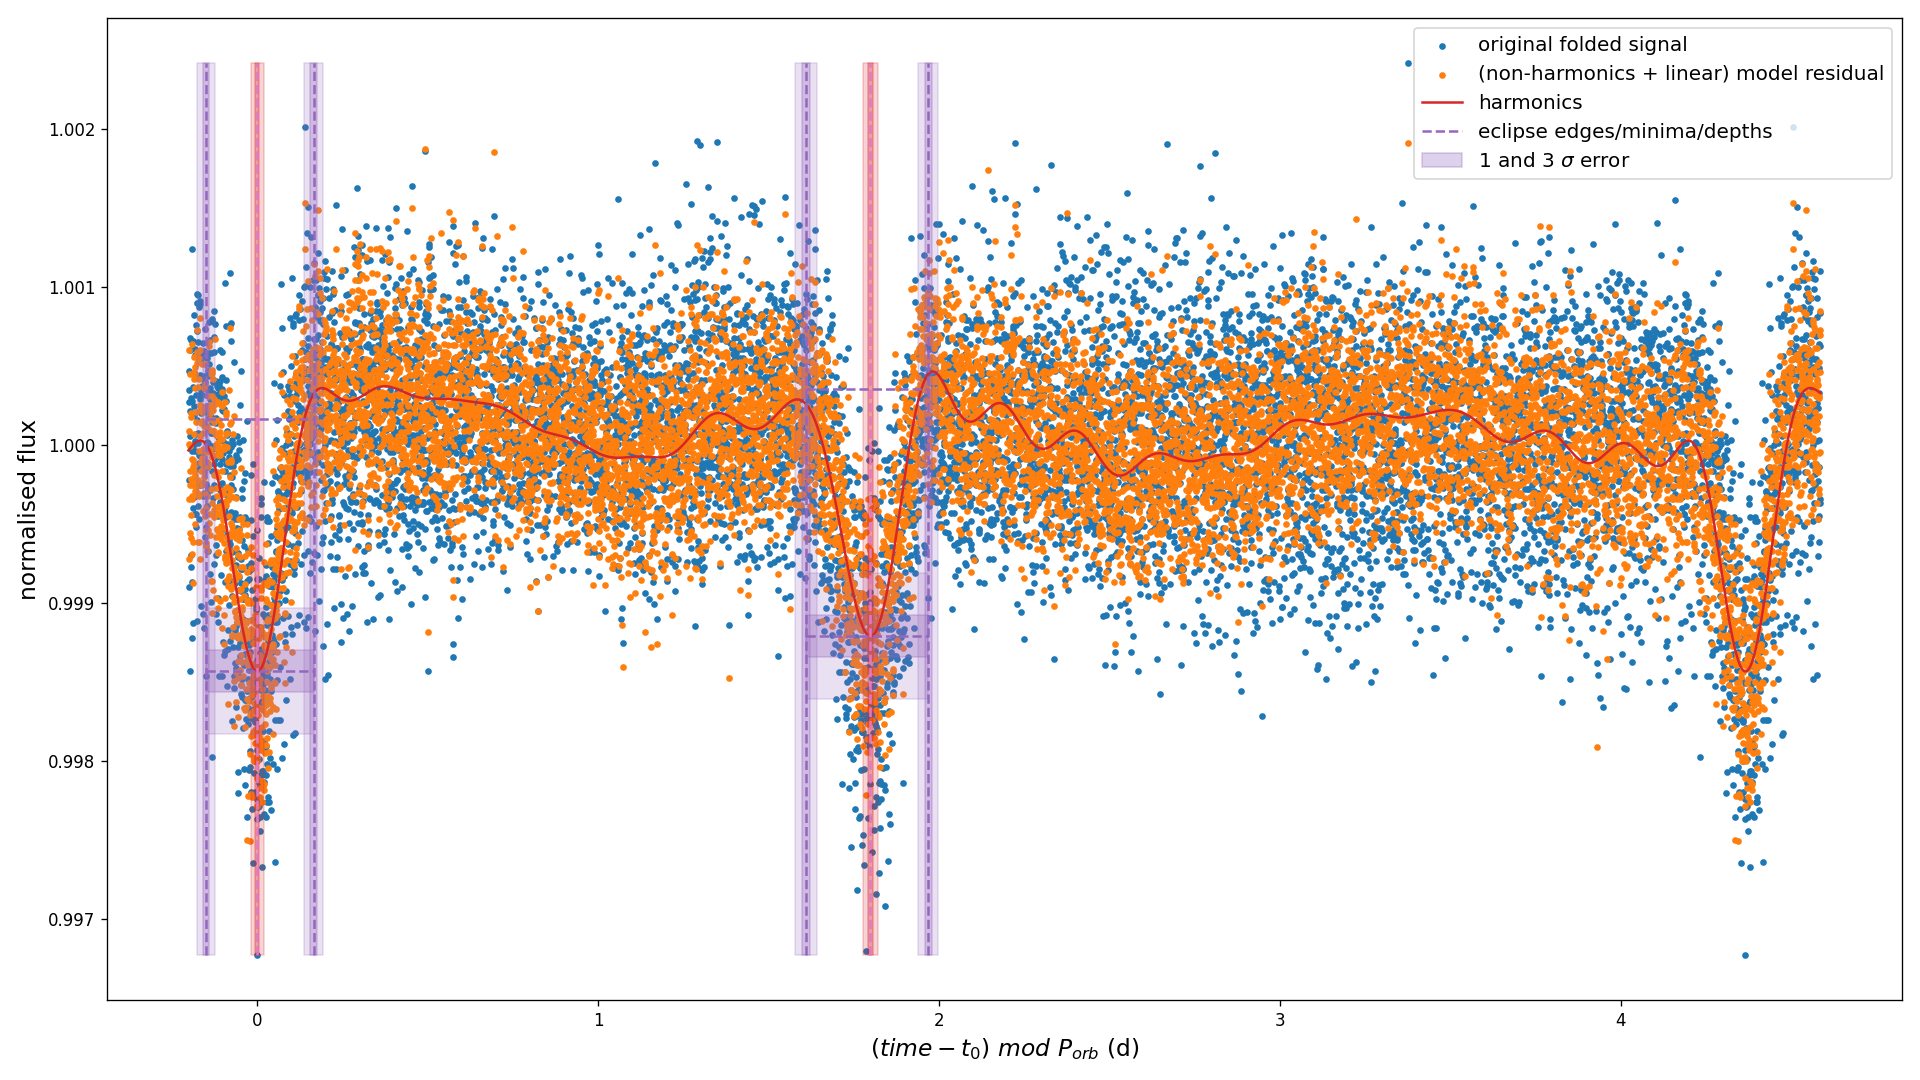 original folded signal
(non-harmonics + linear) model residual
harmonics
eclipse edges/minima/depths
1 and 3 σ error
normalised flux
1.002
1.001
1.000
0.999
0.998
0.997
0 1 2 3 4
(time − t₀) mod Pₒᵣb (d)